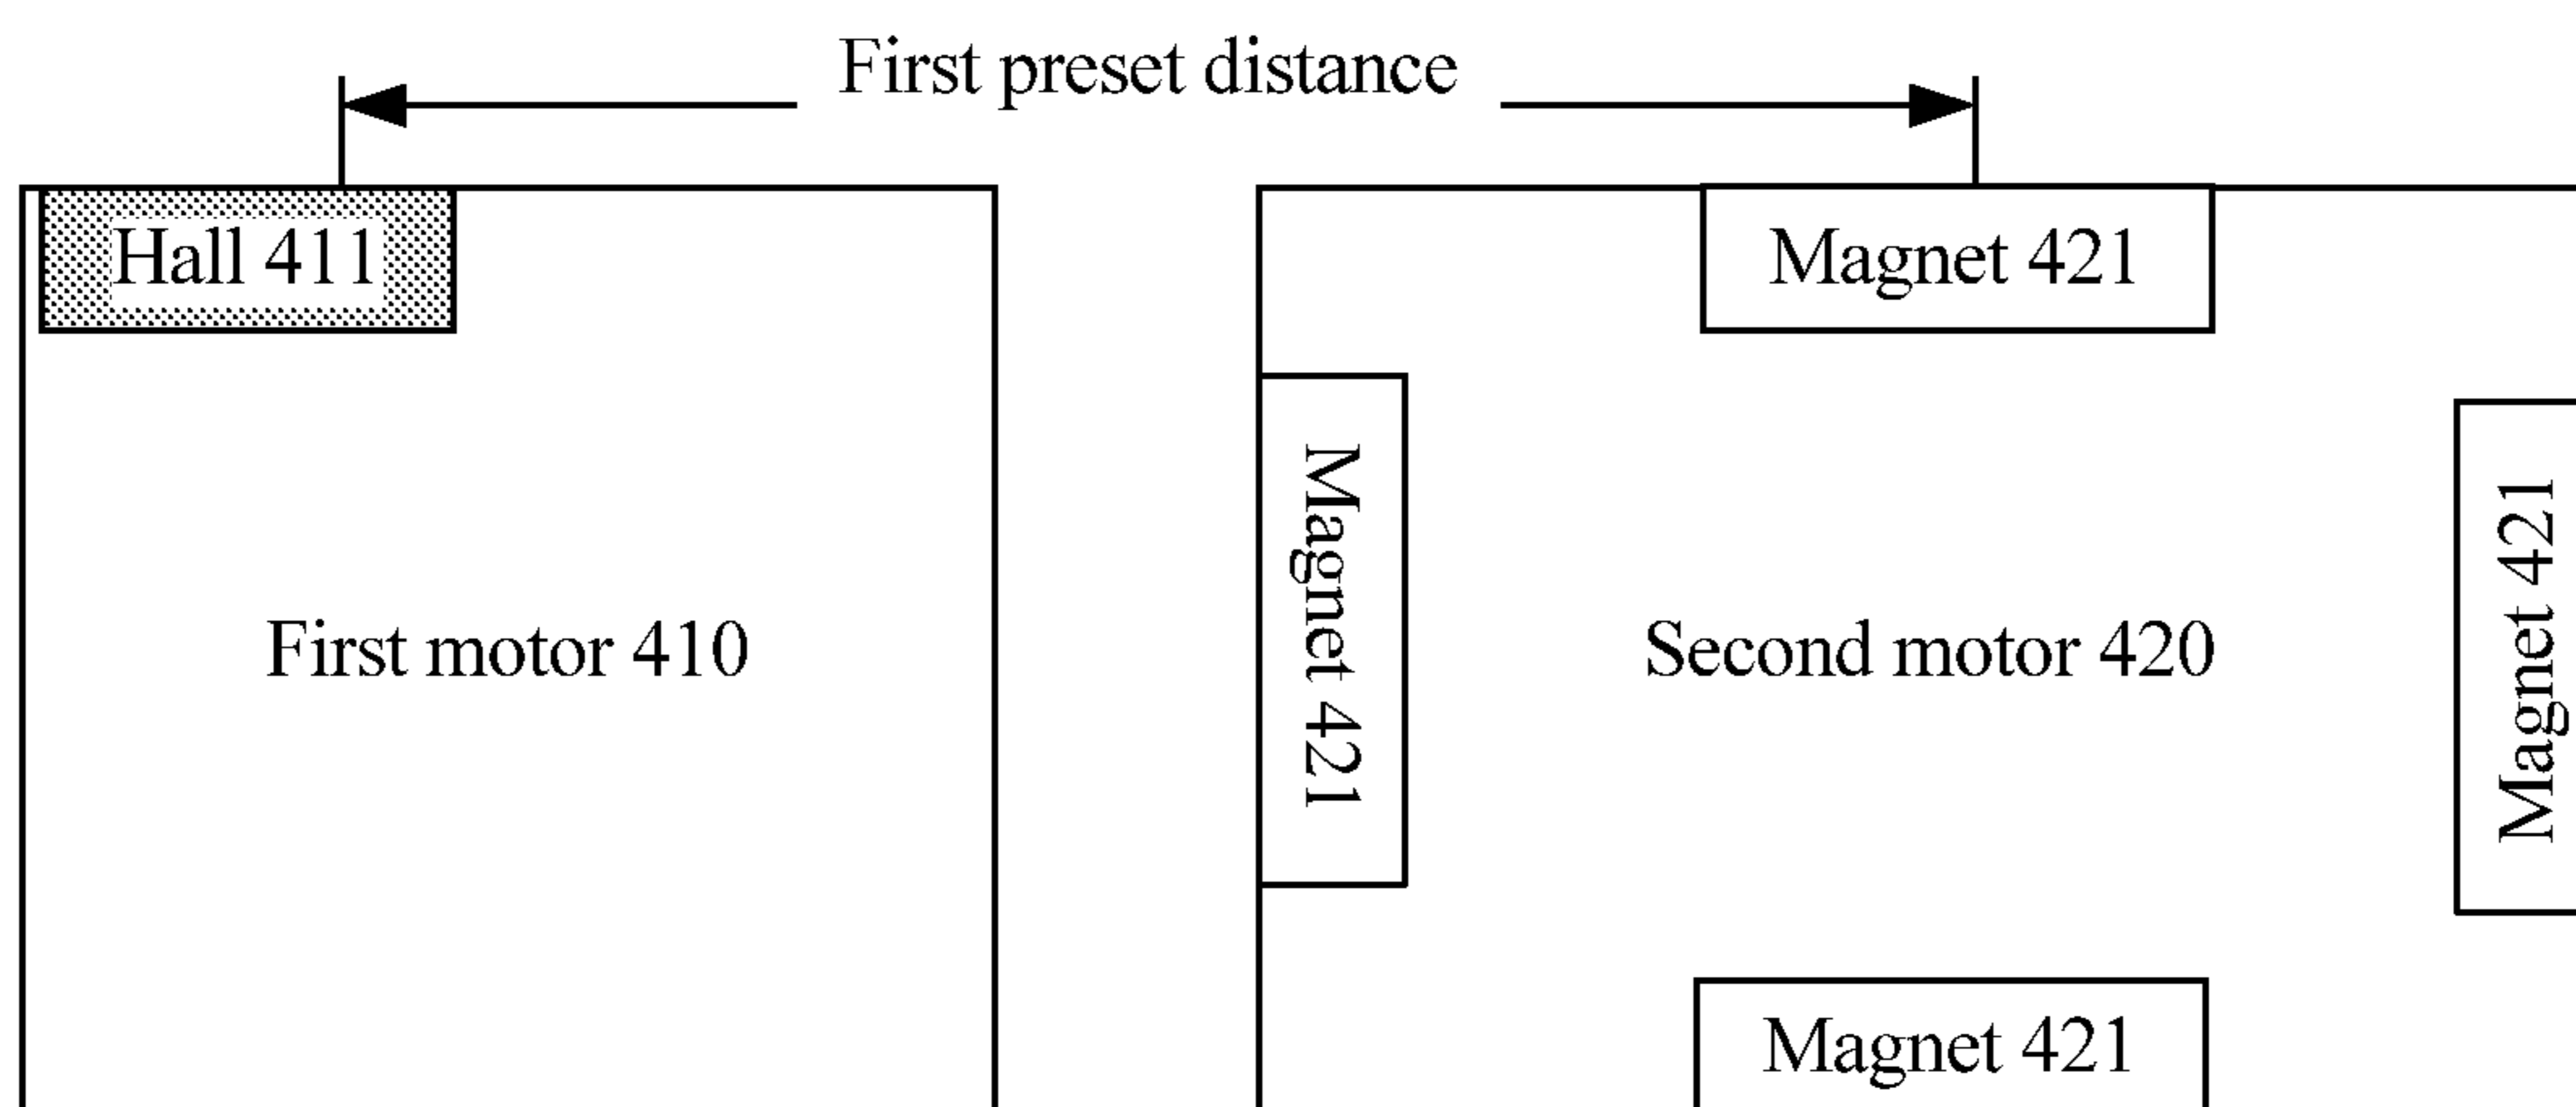 First preset distance
Hall 411
Magnet 421
Magnet 421
Magnet 421
First motor 410
Second motor 420
Magnet 421